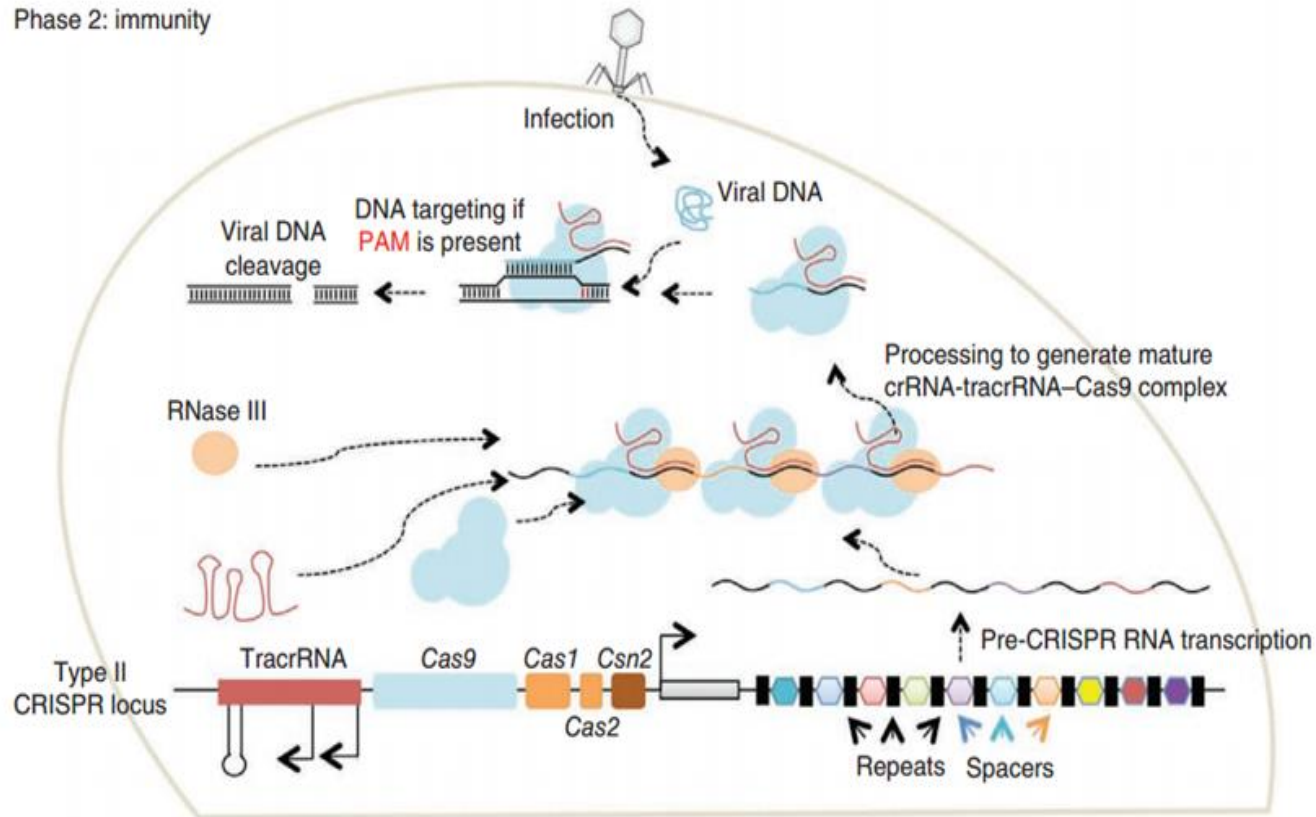 Phase 2: immunity
Infection
Viral DNA
DNA targeting if
PAM is present
Viral DNA
cleavage
Processing to generate mature
crRNA-tracrRNA–Cas9 complex
RNase III
Pre-CRISPR RNA transcription
Type II
CRISPR locus
TracrRNA
Cas9
Cas1
Csn2
Cas2
Repeats
Spacers